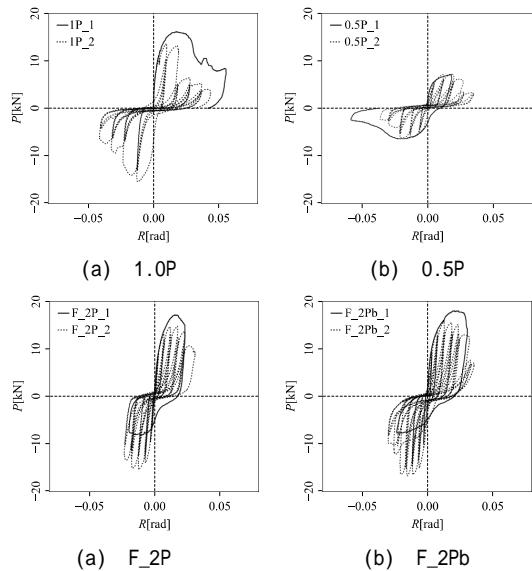 1P_1
1P_2
P[kN]
20
10
0
−10
−20
−0.05
0.00
0.05
R[rad]
(a) 1.0P
0.5P_1
0.5P_2
P[kN]
20
10
0
−10
−20
−0.05
0.00
0.05
R[rad]
(b) 0.5P
F_2P_1
F_2P_2
P[kN]
20
10
0
−10
−20
−0.05
0.00
0.05
R[rad]
(a) F_2P
F_2Pb_1
F_2Pb_2
P[kN]
20
10
0
−10
−20
−0.05
0.00
0.05
R[rad]
(b) F_2Pb